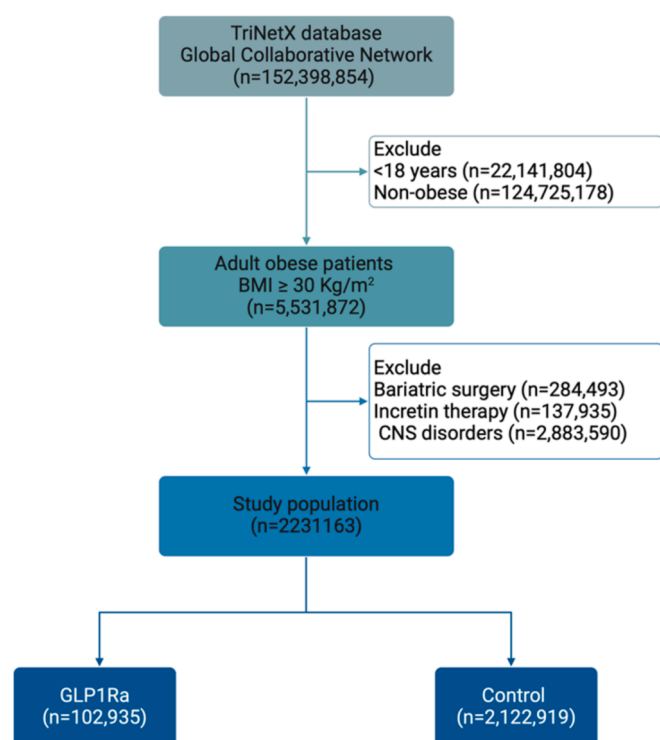 TriNetX database
Global Collaborative Network
(n=152,398,854)
Exclude
<18 years (n=22,141,804)
Non-obese (n=124,725,178)
Adult obese patients
BMI ≥ 30 Kg/m²
(n=5,531,872)
Exclude
Bariatric surgery (n=284,493)
Incretin therapy (n=137,935)
CNS disorders (n=2,883,590)
Study population
(n=2231163)
GLP1Ra
(n=102,935)
Control
(n=2,122,919)